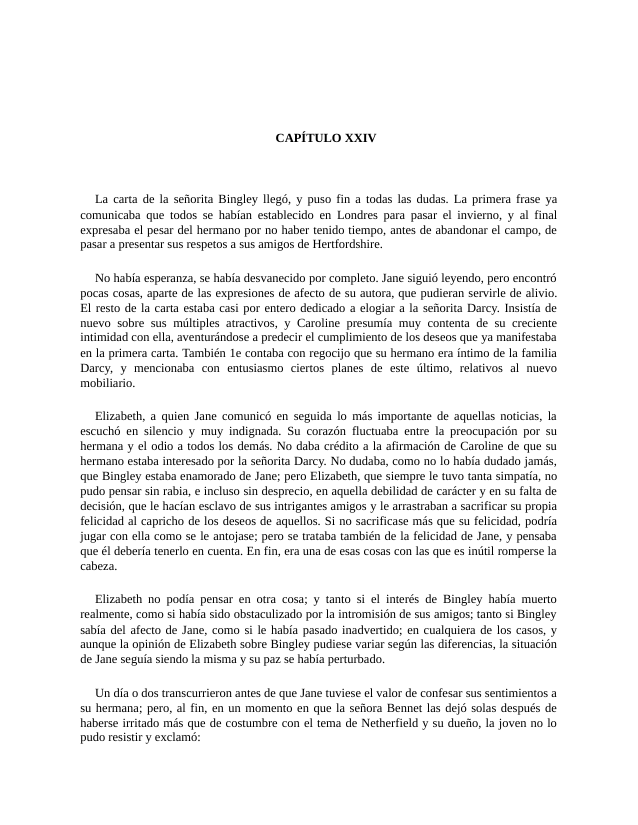 CAPÍTULO XXIV
La carta de la señorita Bingley llegó, y puso fin a todas las dudas. La primera frase ya
comunicaba que todos se habían establecido en Londres para pasar el invierno, y al final
expresaba el pesar del hermano por no haber tenido tiempo, antes de abandonar el campo, de
pasar a presentar sus respetos a sus amigos de Hertfordshire.
No había esperanza, se había desvanecido por completo. Jane siguió leyendo, pero encontró
pocas cosas, aparte de las expresiones de afecto de su autora, que pudieran servirle de alivio.
El resto de la carta estaba casi por entero dedicado a elogiar a la señorita Darcy. Insistía de
nuevo sobre sus múltiples atractivos, y Caroline presumía muy contenta de su creciente
intimidad con ella, aventurándose a predecir el cumplimiento de los deseos que ya manifestaba
en la primera carta. También 1e contaba con regocijo que su hermano era íntimo de la familia
Darcy, y mencionaba con entusiasmo ciertos planes de este último, relativos al nuevo
mobiliario.
Elizabeth, a quien Jane comunicó en seguida lo más importante de aquellas noticias, la
escuchó en silencio y muy indignada. Su corazón fluctuaba entre la preocupación por su
hermana y el odio a todos los demás. No daba crédito a la afirmación de Caroline de que su
hermano estaba interesado por la señorita Darcy. No dudaba, como no lo había dudado jamás,
que Bingley estaba enamorado de Jane; pero Elizabeth, que siempre le tuvo tanta simpatía, no
pudo pensar sin rabia, e incluso sin desprecio, en aquella debilidad de carácter y en su falta de
decisión, que le hacían esclavo de sus intrigantes amigos y le arrastraban a sacrificar su propia
felicidad al capricho de los deseos de aquellos. Si no sacrificase más que su felicidad, podría
jugar con ella como se le antojase; pero se trataba también de la felicidad de Jane, y pensaba
que él debería tenerlo en cuenta. En fin, era una de esas cosas con las que es inútil romperse la
cabeza.
Elizabeth no podía pensar en otra cosa; y tanto si el interés de Bingley había muerto
realmente, como si había sido obstaculizado por la intromisión de sus amigos; tanto si Bingley
sabía del afecto de Jane, como si le había pasado inadvertido; en cualquiera de los casos, y
aunque la opinión de Elizabeth sobre Bingley pudiese variar según las diferencias, la situación
de Jane seguía siendo la misma y su paz se había perturbado.
Un día o dos transcurrieron antes de que Jane tuviese el valor de confesar sus sentimientos a
su hermana; pero, al fin, en un momento en que la señora Bennet las dejó solas después de
haberse irritado más que de costumbre con el tema de Netherfield y su dueño, la joven no lo
pudo resistir y exclamó: